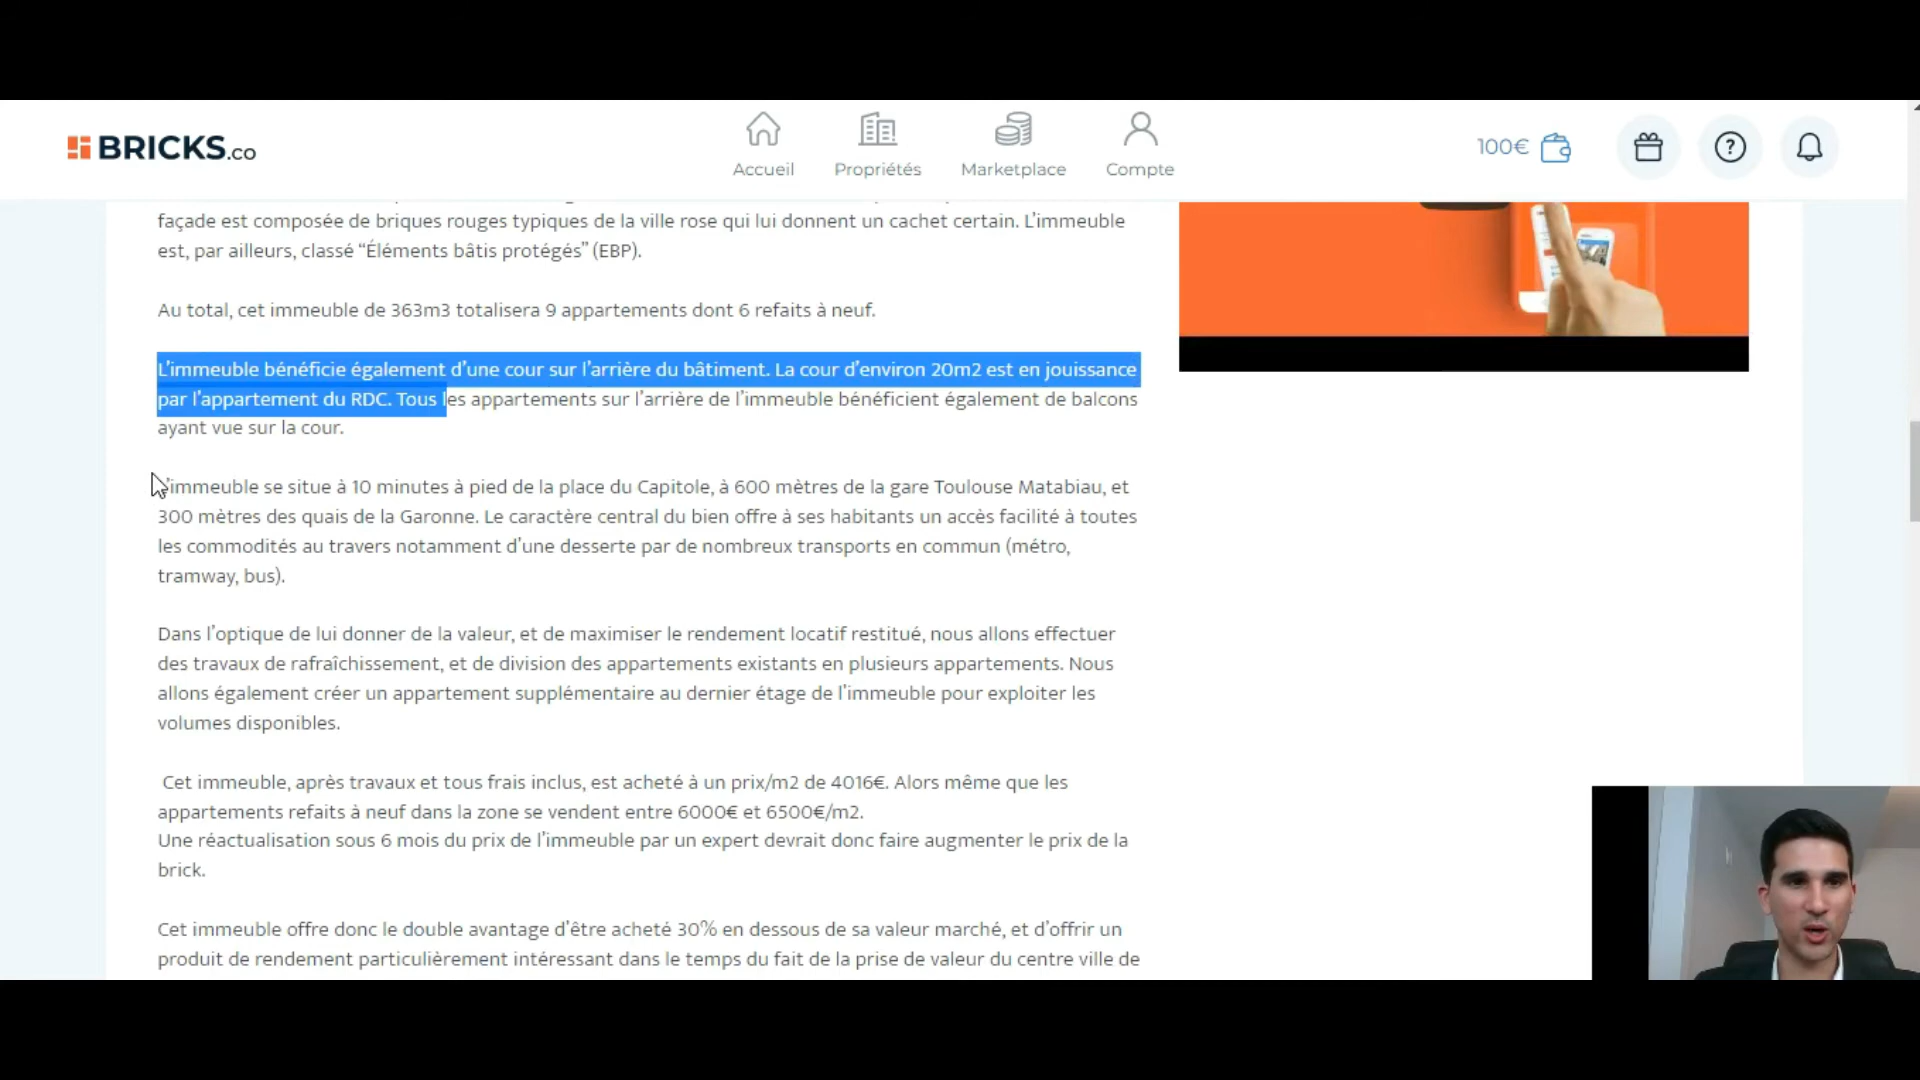 BRICKS.co
Accueil
Propriétés
Marketplace
Compte
100€
façade est composée de briques rouges typiques de la ville rose qui lui donnent un cachet certain. L'immeuble
est, par ailleurs, classé “Éléments bâtis protégés” (EBP).
Au total, cet immeuble de 363m3 totalisera 9 appartements dont 6 refaits à neuf.
L'immeuble bénéficie également d'une cour sur l'arrière du bâtiment. La cour d'environ 20m2 est en jouissance
par l'appartement du RDC. Tous les appartements sur l'arrière de l'immeuble bénéficient également de balcons
ayant vue sur la cour.
L'immeuble se situe à 10 minutes à pied de la place du Capitole, à 600 mètres de la gare Toulouse Matabiau, et
300 mètres des quais de la Garonne. Le caractère central du bien offre à ses habitants un accès facilité à toutes
les commodités au travers notamment d'une desserte par de nombreux transports en commun (métro,
tramway, bus).
Dans l'optique de lui donner de la valeur, et de maximiser le rendement locatif restitué, nous allons effectuer
des travaux de rafraîchissement, et de division des appartements existants en plusieurs appartements. Nous
allons également créer un appartement supplémentaire au dernier étage de l'immeuble pour exploiter les
volumes disponibles.
Cet immeuble, après travaux et tous frais inclus, est acheté à un prix/m2 de 4016€. Alors même que les
appartements refaits à neuf dans la zone se vendent entre 6000€ et 6500€/m2.
Une réactualisation sous 6 mois du prix de l'immeuble par un expert devrait donc faire augmenter le prix de la
brick.
Cet immeuble offre donc le double avantage d'être acheté 30% en dessous de sa valeur marché, et d'offrir un
produit de rendement particulièrement intéressant dans le temps du fait de la prise de valeur du centre ville de